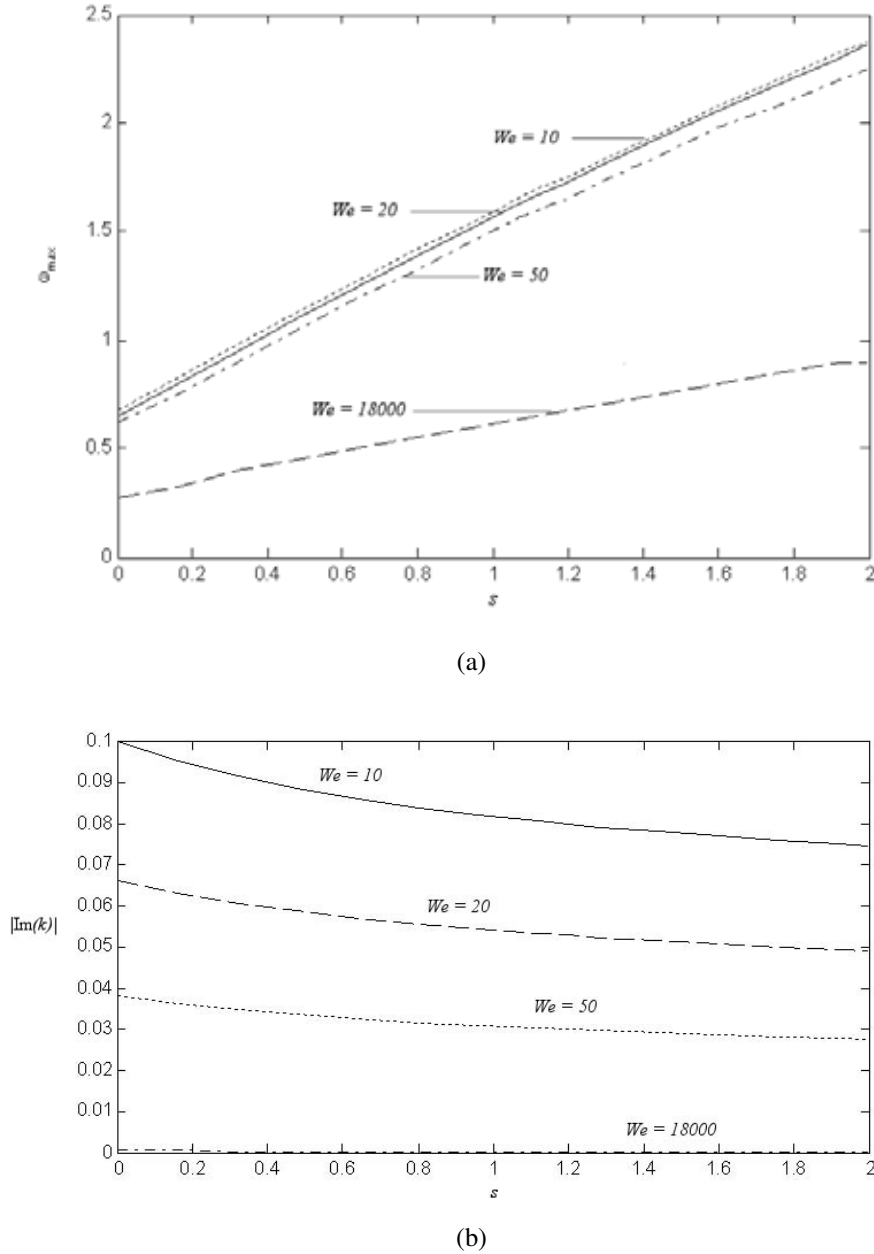 2.5
2
1.5
1
0.5
0
ω max
We = 10
We = 20
We = 50
We = 18000
0 0.2 0.4 0.6 0.8 1 1.2 1.4 1.6 1.8 2
s
(a)
0.1
0.09
0.08
0.07
0.06
0.05
0.04
0.03
0.02
0.01
0
|Im(k)|
We = 10
We = 20
We = 50
We = 18000
0 0.2 0.4 0.6 0.8 1 1.2 1.4 1.6 1.8 2
s
(b)